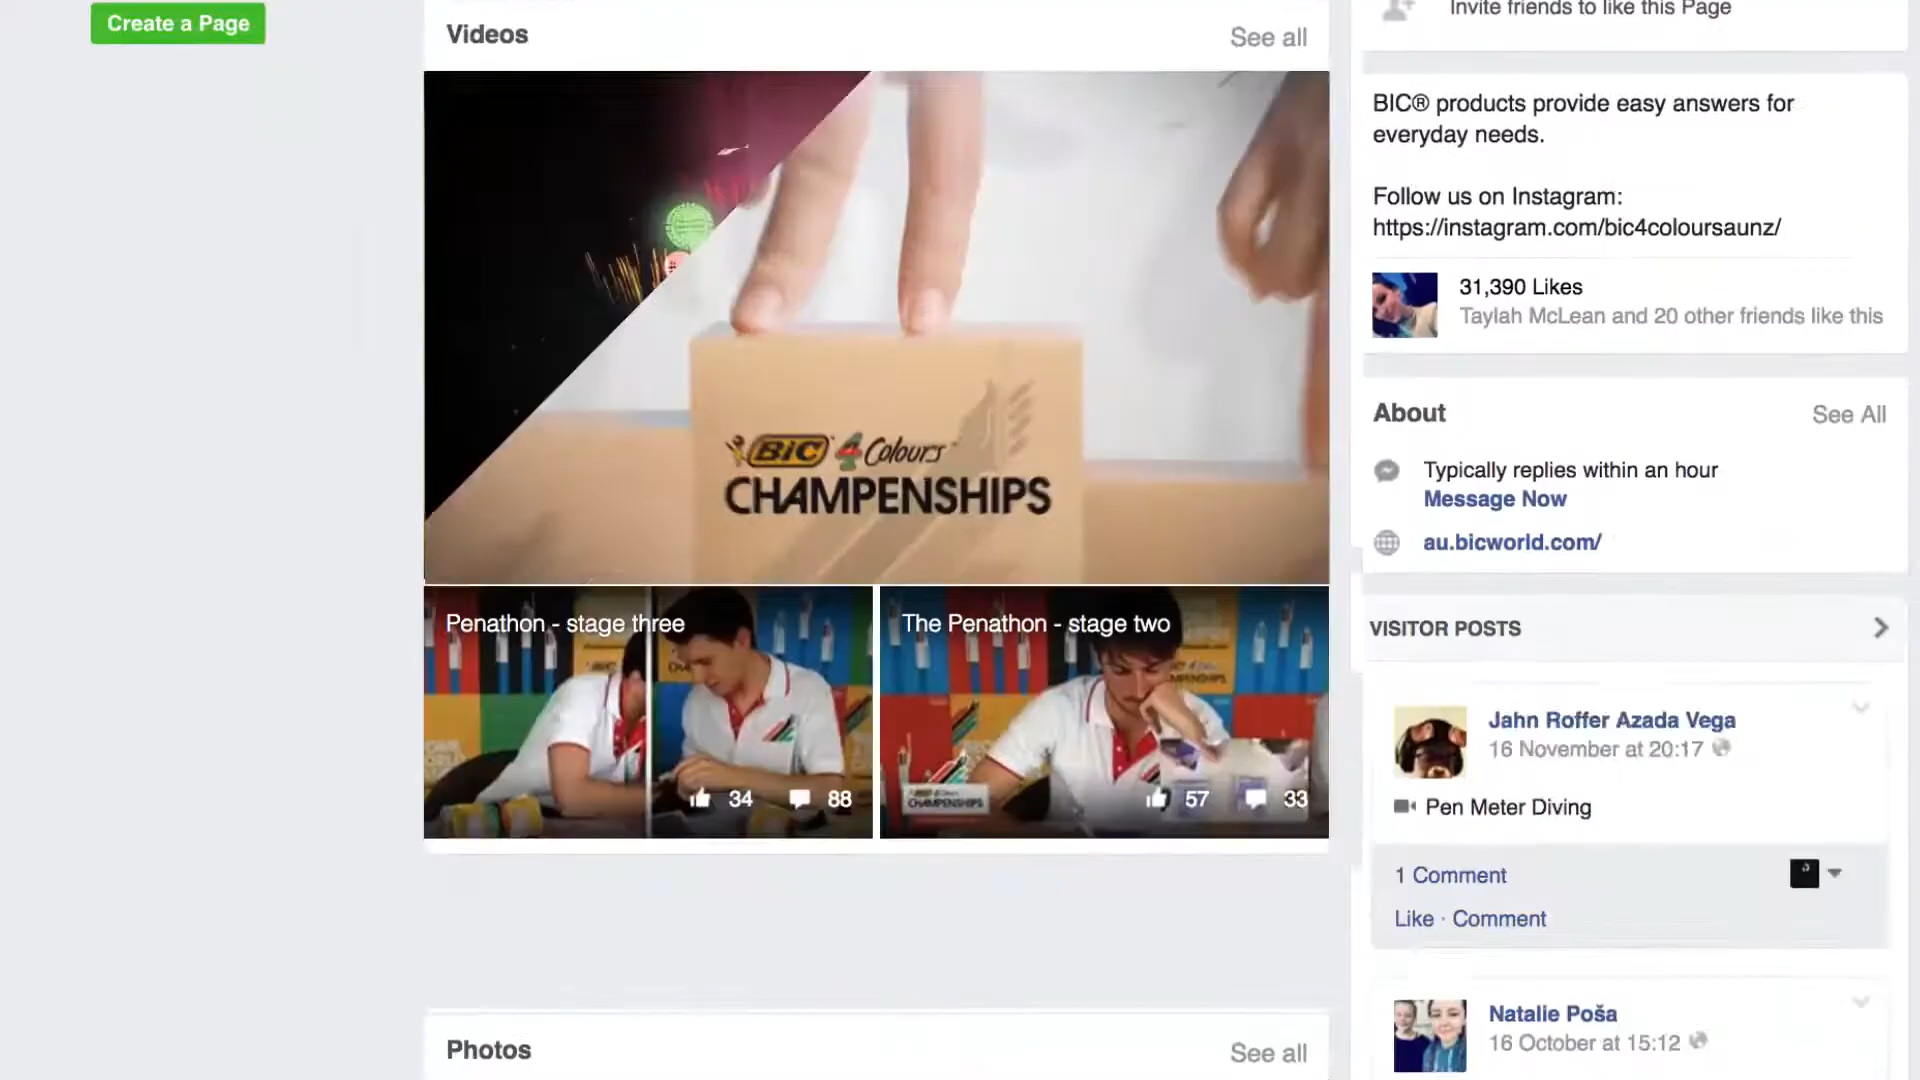 Create a Page
Videos
See all
BIC 4 Colours™
CHAMPENSHIPS
Penathon - stage three
34
88
The Penathon - stage two
CHAMPENSHIPS
CHAMPENSHIPS
57
33
Photos
See all
Invite friends to like this Page
BIC® products provide easy answers for
everyday needs.
Follow us on Instagram:
https://instagram.com/bic4coloursaunz/
31,390 Likes
Taylah McLean and 20 other friends like this
About
See All
Typically replies within an hour
Message Now
au.bicworld.com/
VISITOR POSTS
Jahn Roffer Azada Vega
16 November at 20:17
Pen Meter Diving
1 Comment
Like · Comment
Natalie Poša
16 October at 15:12